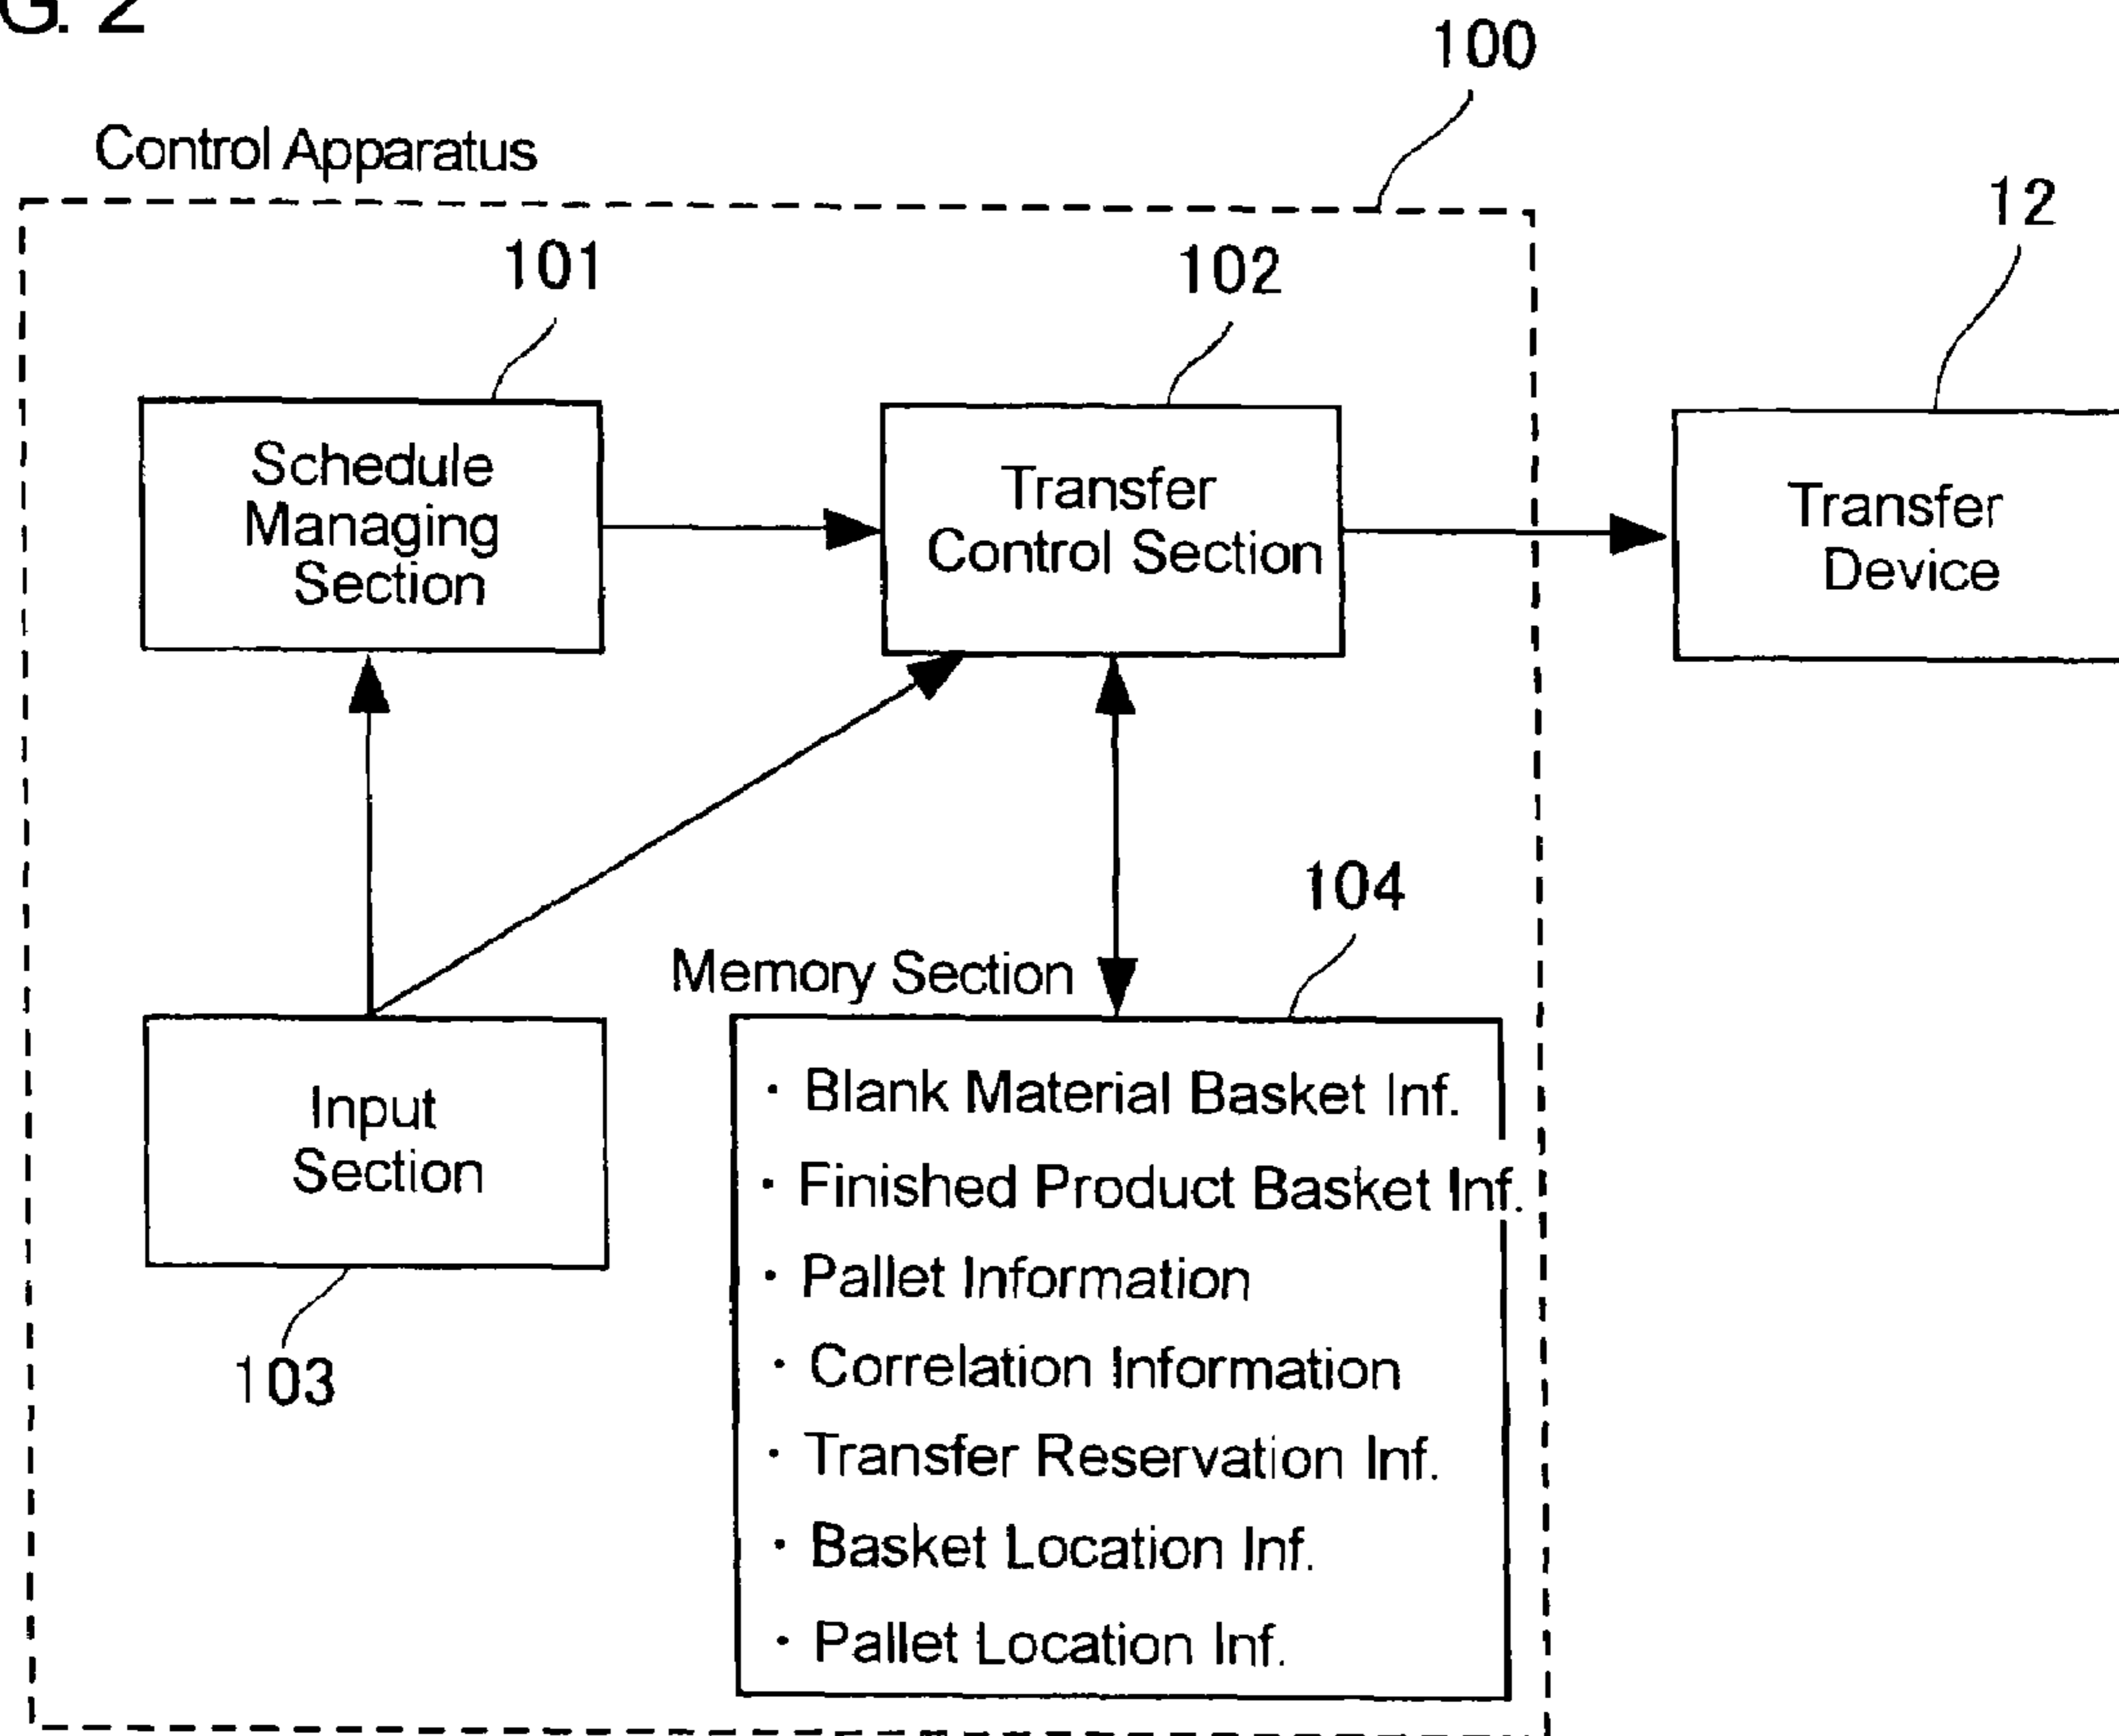 G. 2
100
Control Apparatus
12
101
102
Schedule
Managing
Section
Transfer
Control Section
Transfer
Device
104
Memory Section
Input
Section
· Blank Material Basket Inf.
· Finished Product Basket Inf.
· Pallet Information
· Correlation Information
· Transfer Reservation Inf.
· Basket Location Inf.
· Pallet Location Inf.
103